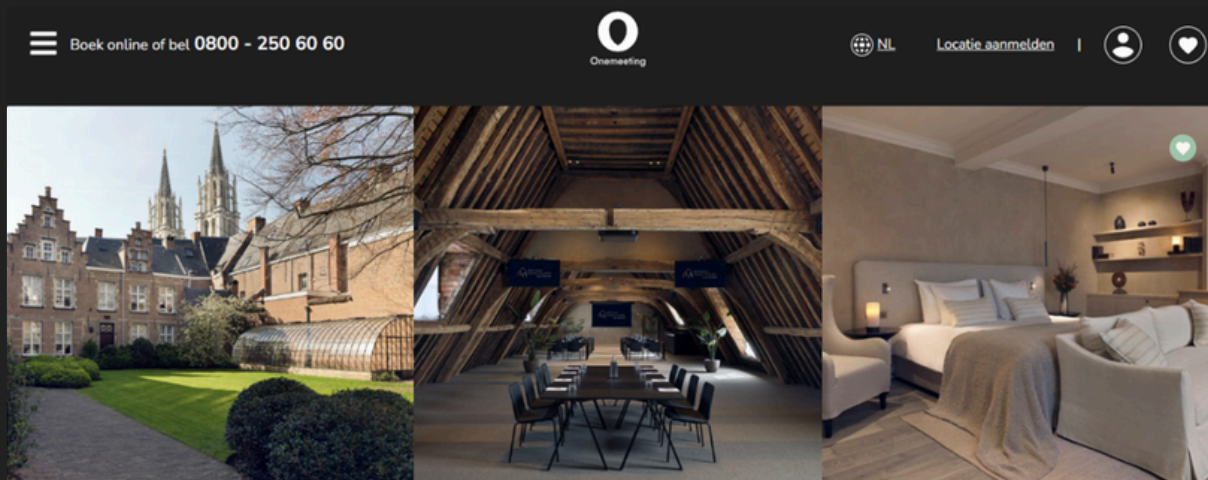 Boek online of bel 0800 - 250 60 60
Onemeeting
NL
Locatie aanmelden |